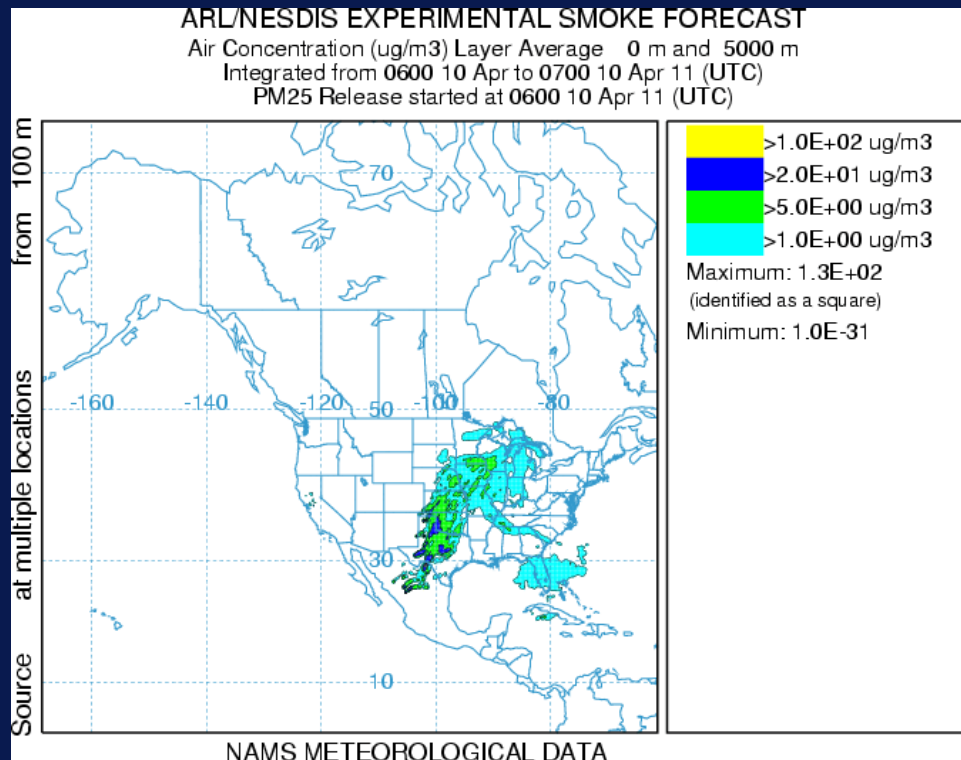 ARL/NESDIS EXPERIMENTAL SMOKE FORECAST
Air Concentration (ug/m3) Layer Average 0 m and 5000 m
Integrated from 0600 10 Apr to 0700 10 Apr 11 (UTC)
PM25 Release started at 0600 10 Apr 11 (UTC)
Source at multiple locations from 100 m
70
-160 -140 -120 50 -100 -80
30
10
>1.0E+02 ug/m3
>2.0E+01 ug/m3
>5.0E+00 ug/m3
>1.0E+00 ug/m3
Maximum: 1.3E+02
(identified as a square)
Minimum: 1.0E-31
NAMS METEOROLOGICAL DATA